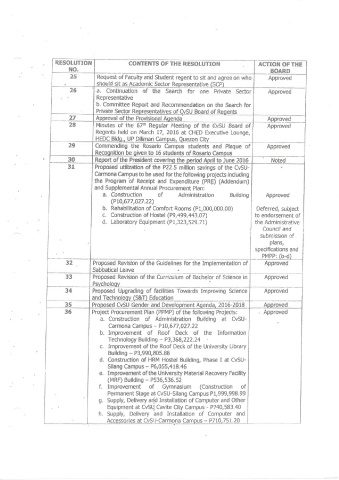 RESOLUTION NO. CONTENTS OF THE RESOLUTION ACTION OF THE BOARD
25 Request of Faculty and Student regent to sit and agree on who Approved
should sit as Academic Sector Representative (SCP)
26 a. Continuation of the Search for one Private Sector Approved
Representative
b. Committee Report and Recommendation on the Search for
Private Sector Representatives of CvSU Board of Regents
27 Approval of the Provisional Agenda Approved
28 Minutes of the 67th Regular Meeting of the CvSU Board of Approved
Regents held on March 17, 2016 at CHED Executive Lounge,
HEDC Bldg., UP Diliman Campus, Quezon City
29 Commending the Rosario Campus students and Plaque of Approved
Recognition be given to 16 students of Rosario Campus
30 Report of the President covering the period April to June 2016 Noted
31 Proposed utilization of the P22.5 million savings of the CvSU-
Carmona Campus to be used for the following projects including
the Program of Receipt and Expenditure (PRE) (Addendum)
and Supplemental Annual Procurement Plan:
a. Construction of Administration Building Approved
(P10,677,027.22)
b. Rehabilitation of Comfort Rooms (P1,000,000.00) Deferred, subject
c. Construction of Hostel (P9,499,443.07) to endorsement of
d. Laboratory Equipment (P1,323,529.71) the Administrative
Council and
submission of
plans,
specifications and
PMPP: (b-d)
32 Proposed Revision of the Guidelines for the Implementation of Approved
Sabbatical Leave
33 Proposed Revision of the Curriculum of Bachelor of Science in Approved
Psychology
34 Proposed Upgrading of facilities Towards Improving Science Approved
and Technology (S&T) Education
35 Proposed CvSU Gender and Development Agenda, 2016-2018 Approved
36 Project Procurement Plan (PPMP) of the following Projects: Approved
a. Construction of Administration Building at CvSU-
Carmona Campus – P10,677,027.22
b. Improvement of Roof Deck of the Information
Technology Building – P3,368,222.24
c. Improvement of the Roof Deck of the University Library
Building – P3,990,805.88
d. Construction of HRM Hostel Building, Phase I at CvSU-
Silang Campus – P6,055,418.46
e. Improvement of the University Material Recovery Facility
(MRF) Building – P536,536.52
f. Improvement of Gymnasium (Construction of
Permanent Stage at CvSU-Silang Campus P1,999,998.99
g. Supply, Delivery and Installation of Computer and Other
Equipment at CvSU Cavite City Campus - P740,583.40
h. Supply, Delivery and Installation of Computer and
Accessories at CvSU-Carmona Campus – P710,751.20